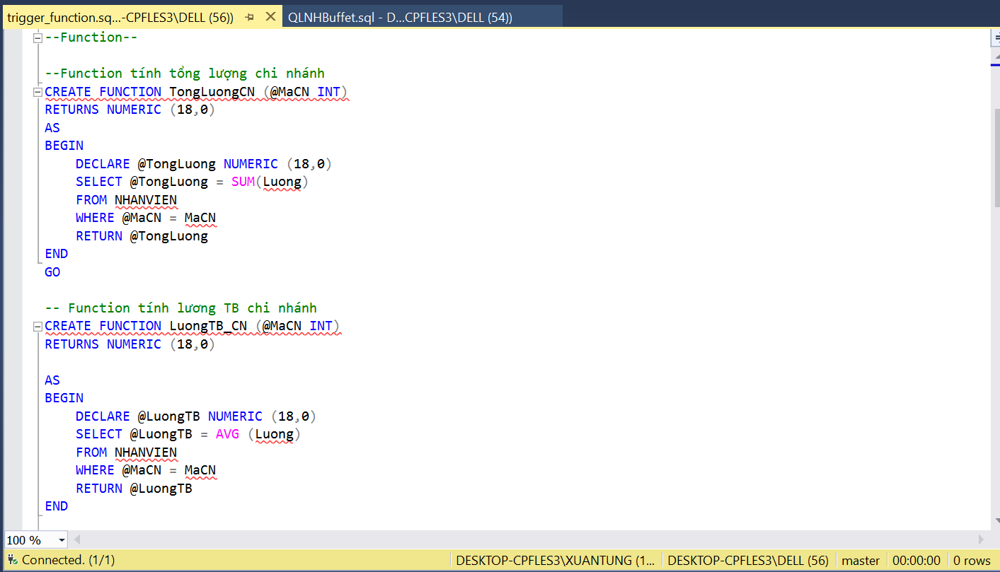 trigger_function.sq...-CPFLES3\DELL (56))
QLNHBuffet.sql - D...CPFLES3\DELL (54))
--Function--
--Function tính tổng lượng chi nhánh
CREATE FUNCTION TongLuongCN (@MaCN INT)
RETURNS NUMERIC (18,0)
AS
BEGIN
DECLARE @TongLuong NUMERIC (18,0)
SELECT @TongLuong = SUM(Luong)
FROM NHANVIEN
WHERE @MaCN = MaCN
RETURN @TongLuong
END
GO
-- Function tính lương TB chi nhánh
CREATE FUNCTION LuongTB_CN (@MaCN INT)
RETURNS NUMERIC (18,0)
AS
BEGIN
DECLARE @LuongTB NUMERIC (18,0)
SELECT @LuongTB = AVG (Luong)
FROM NHANVIEN
WHERE @MaCN = MaCN
RETURN @LuongTB
END
100 %
Connected. (1/1)
DESKTOP-CPFLES3\XUANTUNG (1...
DESKTOP-CPFLES3\DELL (56)
master
00:00:00
0 rows